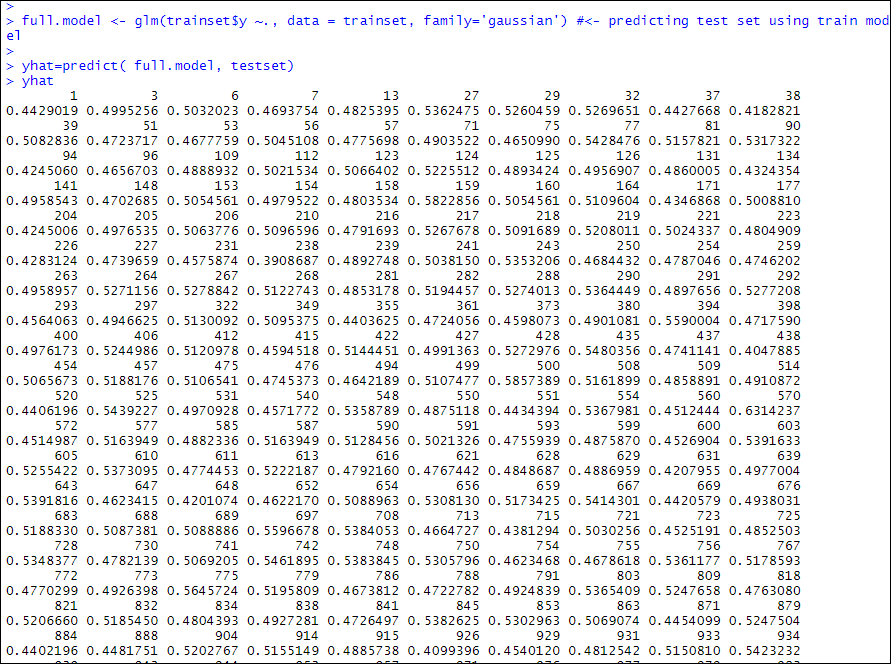 >
> full.model <- glm(trainset$y ~., data = trainset, family='gaussian') #<- predicting test set using train mod
el
>
> yhat=predict( full.model, testset)
> yhat
1 3 6 7 13 27 29 32 37 38
0.4429019 0.4995256 0.5032023 0.4693754 0.4825395 0.5362475 0.5260459 0.5269651 0.4427668 0.4182821
39 51 53 56 57 71 75 77 81 90
0.5082836 0.4723717 0.4677759 0.5045108 0.4775698 0.4903522 0.4650990 0.5428476 0.5157821 0.5317322
94 96 109 112 123 124 125 126 131 134
0.4245060 0.4656703 0.4888932 0.5021534 0.5066402 0.5225512 0.4893424 0.4956907 0.4860005 0.4324354
141 148 153 154 158 159 160 164 171 177
0.4958543 0.4702685 0.5054561 0.4979522 0.4803534 0.5822856 0.5054561 0.5109604 0.4346868 0.5008810
204 205 206 210 216 217 218 219 221 223
0.4245006 0.4976535 0.5063776 0.5096596 0.4791693 0.5267678 0.5091689 0.5208011 0.5024337 0.4804909
226 227 231 238 239 241 243 250 254 259
0.4283124 0.4739659 0.4575874 0.3908687 0.4892748 0.5038150 0.5353206 0.4684432 0.4787046 0.4746202
263 264 267 268 281 282 288 290 291 292
0.4958957 0.5271156 0.5278842 0.5122743 0.4853178 0.5194457 0.5274013 0.5364449 0.4897656 0.5277208
293 297 322 349 355 361 373 380 394 398
0.4564063 0.4946625 0.5130092 0.5095375 0.4403625 0.4724056 0.4598073 0.4901081 0.5590004 0.4717590
400 406 412 415 422 427 428 435 437 438
0.4976173 0.5244986 0.5120978 0.4594518 0.5144451 0.4991363 0.5272976 0.5480356 0.4741141 0.4047885
454 457 475 476 494 499 500 508 509 514
0.5065673 0.5188176 0.5106541 0.4745373 0.4642189 0.5107477 0.5857389 0.5161899 0.4858891 0.4910872
520 525 531 540 548 550 551 554 560 570
0.4406196 0.5439227 0.4970928 0.4571772 0.5358789 0.4875118 0.4434394 0.5367981 0.4512444 0.6314237
572 577 585 587 590 591 593 599 600 603
0.4514987 0.5163949 0.4882336 0.5163949 0.5128456 0.5021326 0.4755939 0.4875870 0.4526904 0.5391633
605 610 611 613 616 621 628 629 631 639
0.5255422 0.5373095 0.4774453 0.5222187 0.4792160 0.4767442 0.4848687 0.4886959 0.4207955 0.4977004
643 647 648 652 654 656 659 667 669 676
0.5391816 0.4623415 0.4201074 0.4622170 0.5088963 0.5308130 0.5173425 0.5414301 0.4420579 0.4938031
683 688 689 697 708 713 715 721 723 725
0.5188330 0.5087381 0.5088886 0.5596678 0.5384053 0.4664727 0.4381294 0.5030256 0.4525191 0.4852503
728 730 741 742 748 750 754 755 756 767
0.5348377 0.4782139 0.5069205 0.5461895 0.5383845 0.5305796 0.4623468 0.4678618 0.5361177 0.5178593
772 773 775 779 786 788 791 803 809 818
0.4770299 0.4926398 0.5645724 0.5195809 0.4673812 0.4722782 0.4924839 0.5365409 0.5247658 0.4763080
821 832 834 838 841 845 853 863 871 879
0.5206660 0.5185450 0.4804393 0.4927281 0.4726497 0.5382625 0.5302963 0.5069074 0.4454099 0.5247504
884 888 904 914 915 926 929 931 933 934
0.4402196 0.4481751 0.5202767 0.5155149 0.4885738 0.4099396 0.4540120 0.4812542 0.5150810 0.5423232